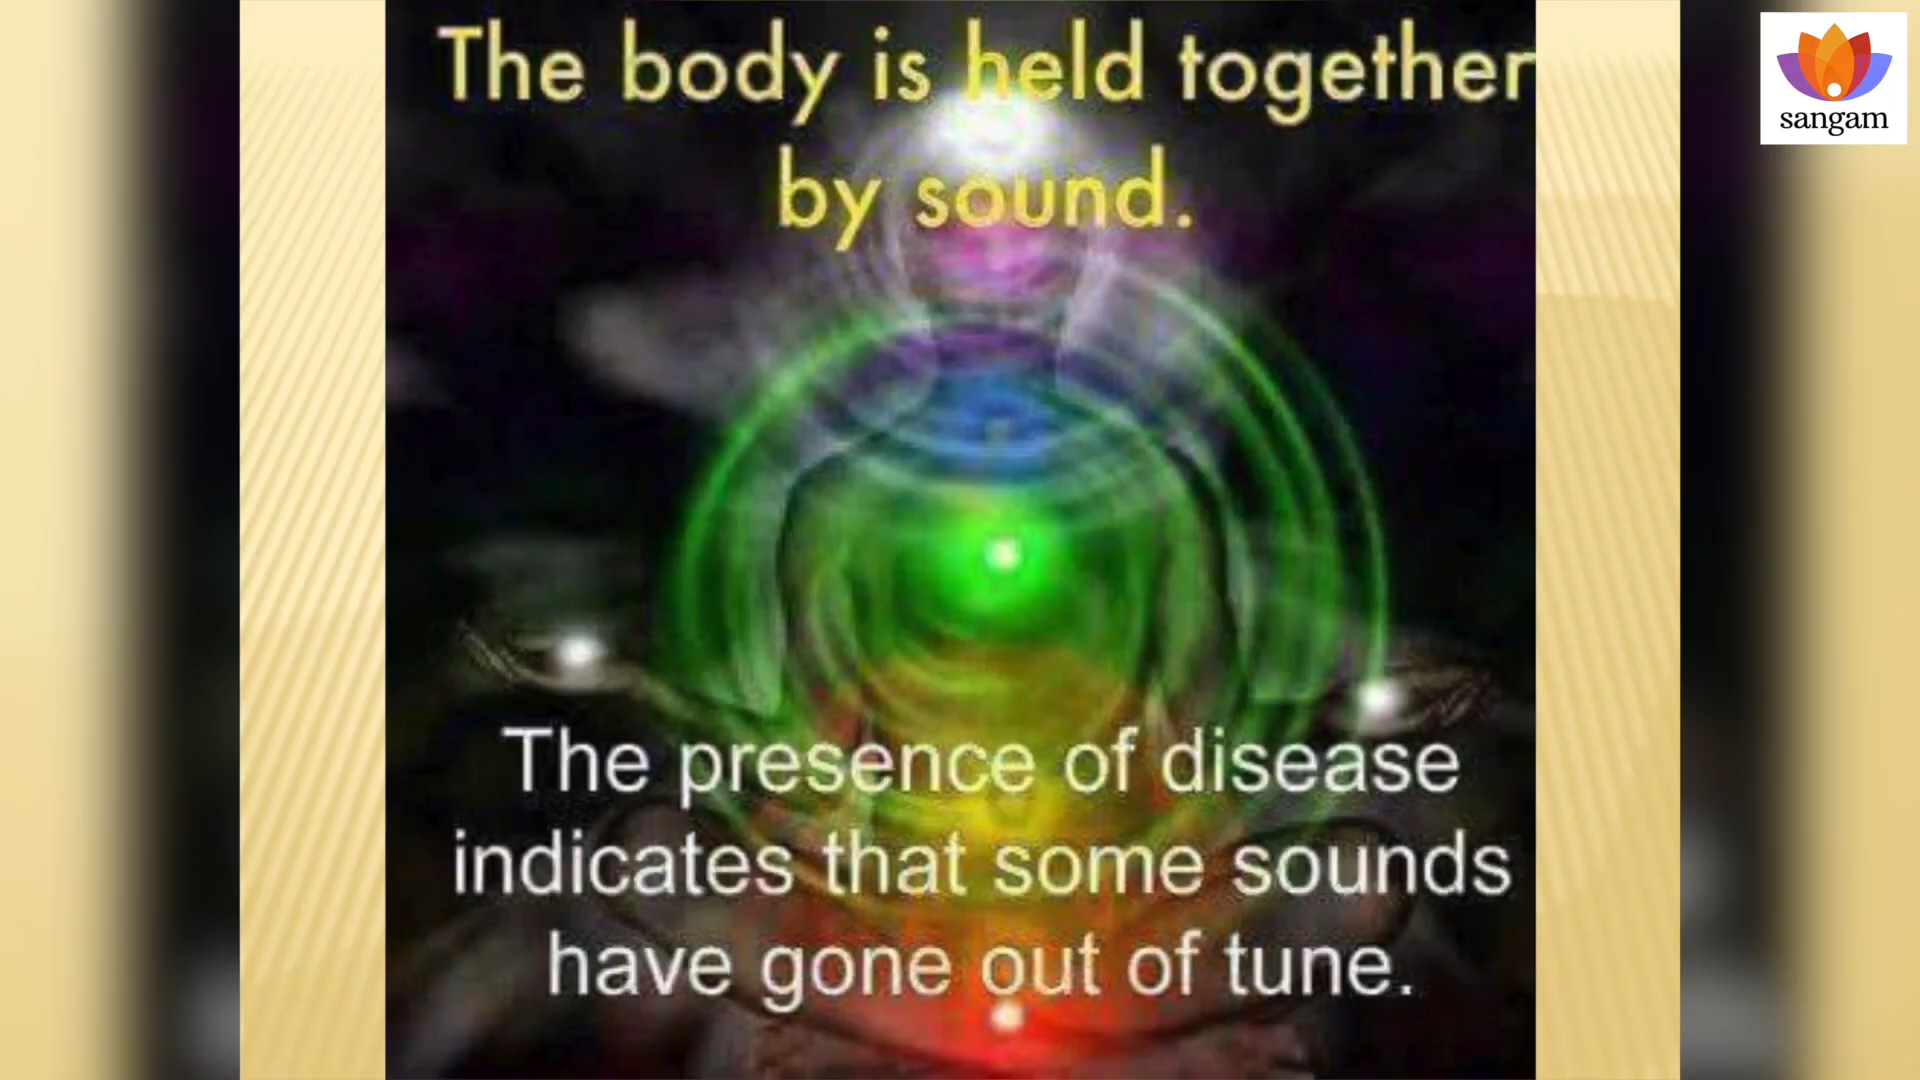 The body is held together
by sound.
sangam
The presence of disease
indicates that some sounds
have gone out of tune.